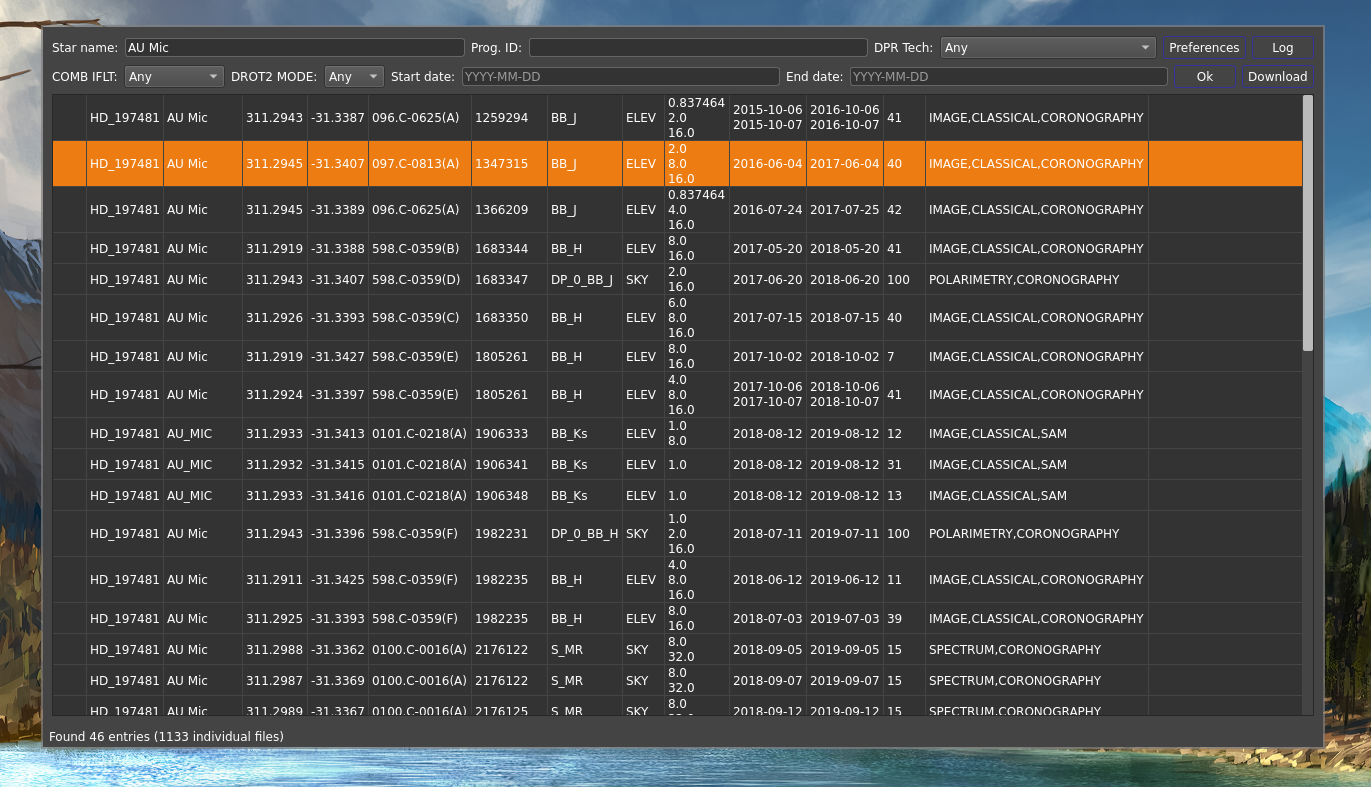 Star name: AU Mic Prog. ID: DPR Tech: Any Preferences Log
COMB IFLT: Any DROT2 MODE: Any Start date: YYYY-MM-DD End date: YYYY-MM-DD Ok Download
HD_197481 AU Mic 311.2943 -31.3387 096.C-0625(A) 1259294 BB_J ELEV 0.837464 2.0 16.0 2015-10-06 2015-10-07 2016-10-06 2016-10-07 41 IMAGE,CLASSICAL,CORONOGRAPHY
HD_197481 AU Mic 311.2945 -31.3407 097.C-0813(A) 1347315 BB_J ELEV 2.0 8.0 16.0 2016-06-04 2017-06-04 40 IMAGE,CLASSICAL,CORONOGRAPHY
HD_197481 AU Mic 311.2945 -31.3389 096.C-0625(A) 1366209 BB_J ELEV 0.837464 4.0 16.0 2016-07-24 2017-07-25 42 IMAGE,CLASSICAL,CORONOGRAPHY
HD_197481 AU Mic 311.2919 -31.3388 598.C-0359(B) 1683344 BB_H ELEV 8.0 16.0 2017-05-20 2018-05-20 41 IMAGE,CLASSICAL,CORONOGRAPHY
HD_197481 AU Mic 311.2943 -31.3407 598.C-0359(D) 1683347 DP_0_BB_J SKY 2.0 16.0 2017-06-20 2018-06-20 100 POLARIMETRY,CORONOGRAPHY
HD_197481 AU Mic 311.2926 -31.3393 598.C-0359(C) 1683350 BB_H ELEV 6.0 8.0 16.0 2017-07-15 2018-07-15 40 IMAGE,CLASSICAL,CORONOGRAPHY
HD_197481 AU Mic 311.2919 -31.3427 598.C-0359(E) 1805261 BB_H ELEV 8.0 16.0 2017-10-02 2018-10-02 7 IMAGE,CLASSICAL,CORONOGRAPHY
HD_197481 AU Mic 311.2924 -31.3397 598.C-0359(E) 1805261 BB_H ELEV 4.0 8.0 16.0 2017-10-06 2017-10-07 2018-10-06 2018-10-07 41 IMAGE,CLASSICAL,CORONOGRAPHY
HD_197481 AU_MIC 311.2933 -31.3413 0101.C-0218(A) 1906333 BB_Ks ELEV 1.0 8.0 2018-08-12 2019-08-12 12 IMAGE,CLASSICAL,SAM
HD_197481 AU_MIC 311.2932 -31.3415 0101.C-0218(A) 1906341 BB_Ks ELEV 1.0 2018-08-12 2019-08-12 31 IMAGE,CLASSICAL,SAM
HD_197481 AU_MIC 311.2933 -31.3416 0101.C-0218(A) 1906348 BB_Ks ELEV 1.0 2018-08-12 2019-08-12 13 IMAGE,CLASSICAL,SAM
HD_197481 AU Mic 311.2943 -31.3396 598.C-0359(F) 1982231 DP_0_BB_H SKY 1.0 2.0 16.0 2018-07-11 2019-07-11 100 POLARIMETRY,CORONOGRAPHY
HD_197481 AU Mic 311.2911 -31.3425 598.C-0359(F) 1982235 BB_H ELEV 4.0 8.0 16.0 2018-06-12 2019-06-12 11 IMAGE,CLASSICAL,CORONOGRAPHY
HD_197481 AU Mic 311.2925 -31.3393 598.C-0359(F) 1982235 BB_H ELEV 8.0 16.0 2018-07-03 2019-07-03 39 IMAGE,CLASSICAL,CORONOGRAPHY
HD_197481 AU Mic 311.2988 -31.3362 0100.C-0016(A) 2176122 S_MR SKY 8.0 32.0 2018-09-05 2019-09-05 15 SPECTRUM,CORONOGRAPHY
HD_197481 AU Mic 311.2987 -31.3369 0100.C-0016(A) 2176122 S_MR SKY 8.0 32.0 2018-09-07 2019-09-07 15 SPECTRUM,CORONOGRAPHY
HD_197481 AU Mic 311.2989 -31.3367 0100.C-0016(A) 2176125 S_MR SKY 8.0 2018-09-12 2019-09-12 15 SPECTRUM,CORONOGRAPHY
Found 46 entries (1133 individual files)